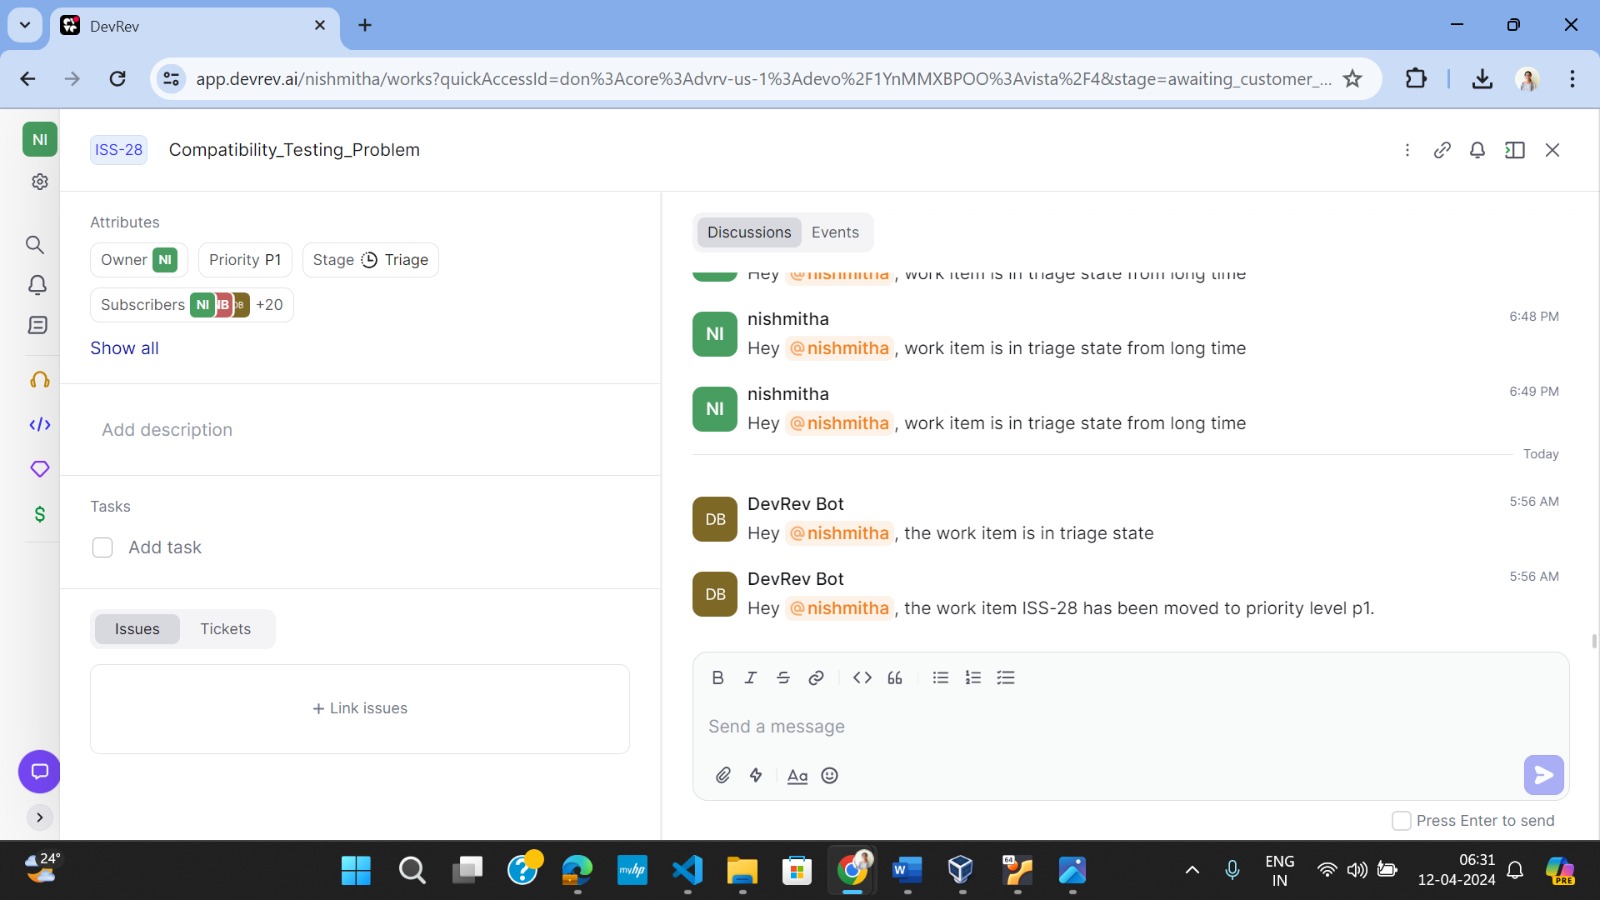 DevRev
app.devrev.ai/nishmitha/works?quickAccessId=don%3Acore%3Advrv-us-1%3Adevo%2F1YnMMXBPOO%3Avista%2F4&stage=awaiting_customer_...
NI
ISS-28 Compatibility_Testing_Problem
Attributes
Owner NI Priority P1 Stage Triage
Subscribers NI NB DB +20
Show all
Add description
Tasks
Add task
Issues Tickets
+ Link issues
Discussions Events
Hey @nishmitha, work item is in triage state from long time
NI nishmitha 6:48 PM
Hey @nishmitha, work item is in triage state from long time
NI nishmitha 6:49 PM
Hey @nishmitha, work item is in triage state from long time
Today
DB DevRev Bot 5:56 AM
Hey @nishmitha, the work item is in triage state
DB DevRev Bot 5:56 AM
Hey @nishmitha, the work item ISS-28 has been moved to priority level p1.
B I S
Send a message
Aa
Press Enter to send
24°
myhp
64
ENG
IN
06:31
12-04-2024
PRE